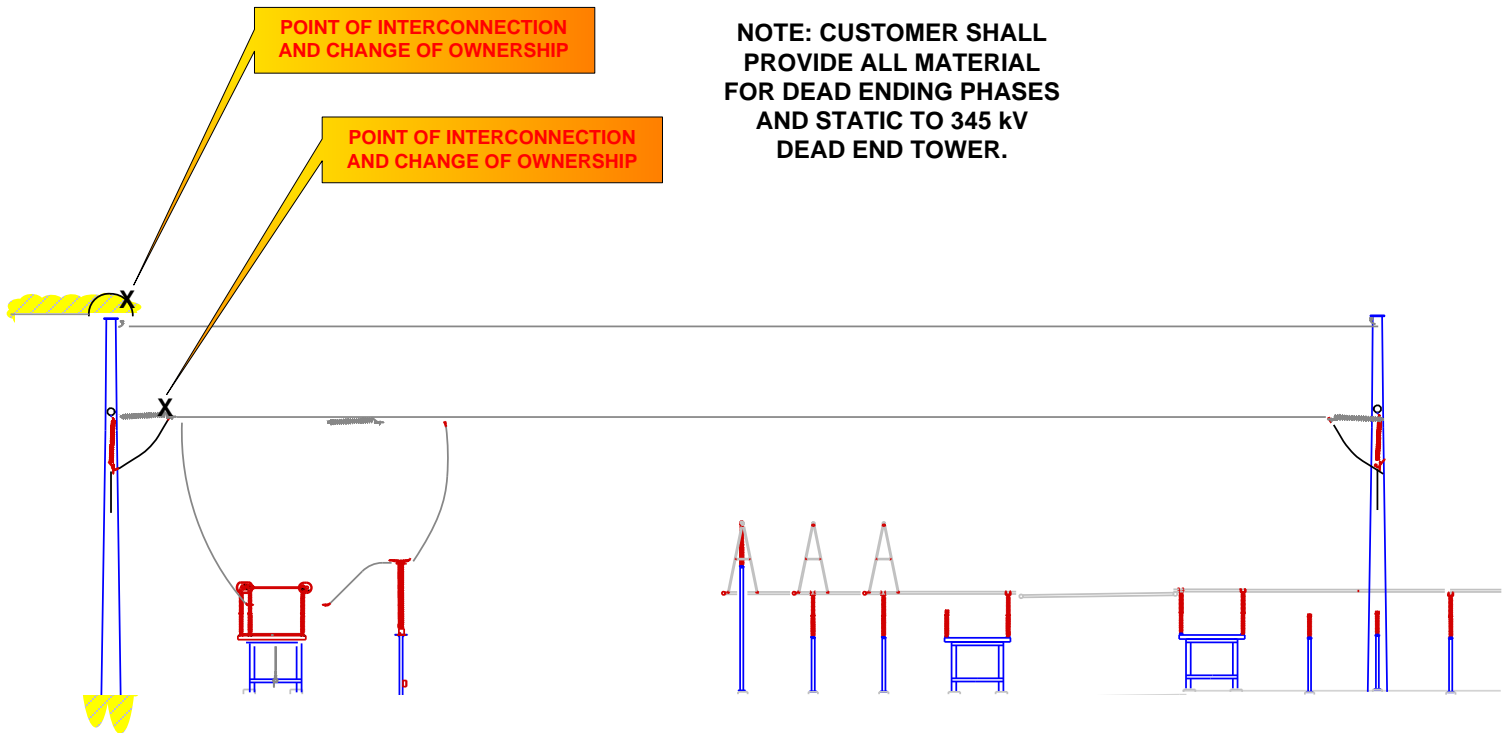 POINT OF INTERCONNECTION
AND CHANGE OF OWNERSHIP
NOTE: CUSTOMER SHALL
PROVIDE ALL MATERIAL
FOR DEAD ENDING PHASES
AND STATIC TO 345 kV
DEAD END TOWER.
POINT OF INTERCONNECTION
AND CHANGE OF OWNERSHIP
X
X